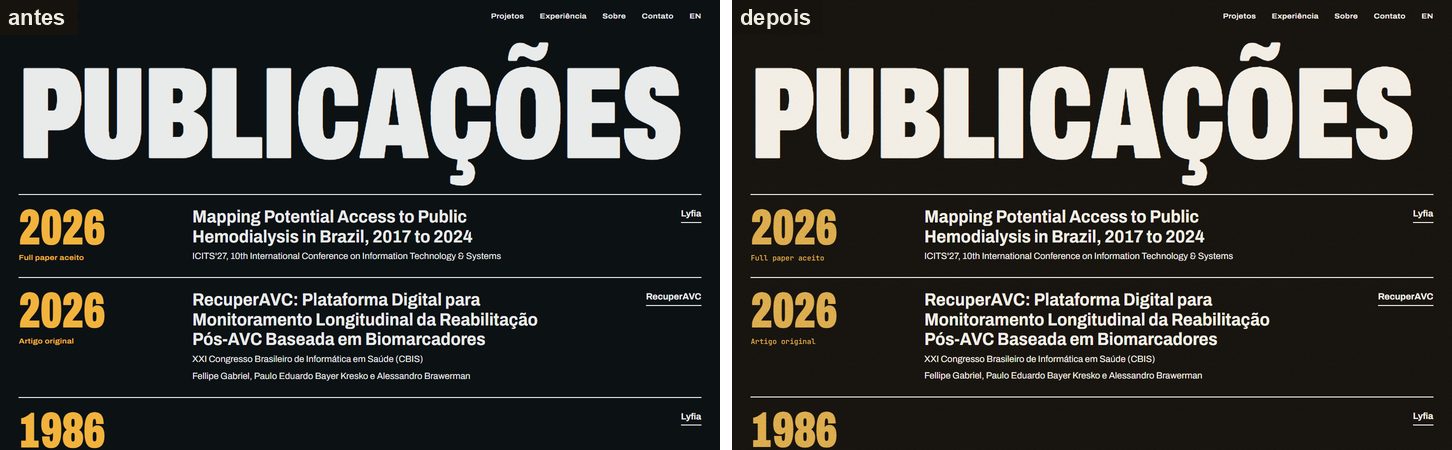 antes
Projetos Experiência Sobre Contato EN
PUBLICAÇÕES
2026
Full paper aceito
Mapping Potential Access to Public
Hemodialysis in Brazil, 2017 to 2024
ICITS'27, 10th International Conference on Information Technology & Systems
Lyfia
2026
Artigo original
RecuperAVC: Plataforma Digital para
Monitoramento Longitudinal da Reabilitação
Pós-AVC Baseada em Biomarcadores
XXI Congresso Brasileiro de Informática em Saúde (CBIS)
Fellipe Gabriel, Paulo Eduardo Bayer Kresko e Alessandro Brawerman
RecuperAVC
1986
Lyfia
depois
Projetos Experiência Sobre Contato EN
PUBLICAÇÕES
2026
Full paper aceito
Mapping Potential Access to Public
Hemodialysis in Brazil, 2017 to 2024
ICITS'27, 10th International Conference on Information Technology & Systems
Lyfia
2026
Artigo original
RecuperAVC: Plataforma Digital para
Monitoramento Longitudinal da Reabilitação
Pós-AVC Baseada em Biomarcadores
XXI Congresso Brasileiro de Informática em Saúde (CBIS)
Fellipe Gabriel, Paulo Eduardo Bayer Kresko e Alessandro Brawerman
RecuperAVC
1986
Lyfia